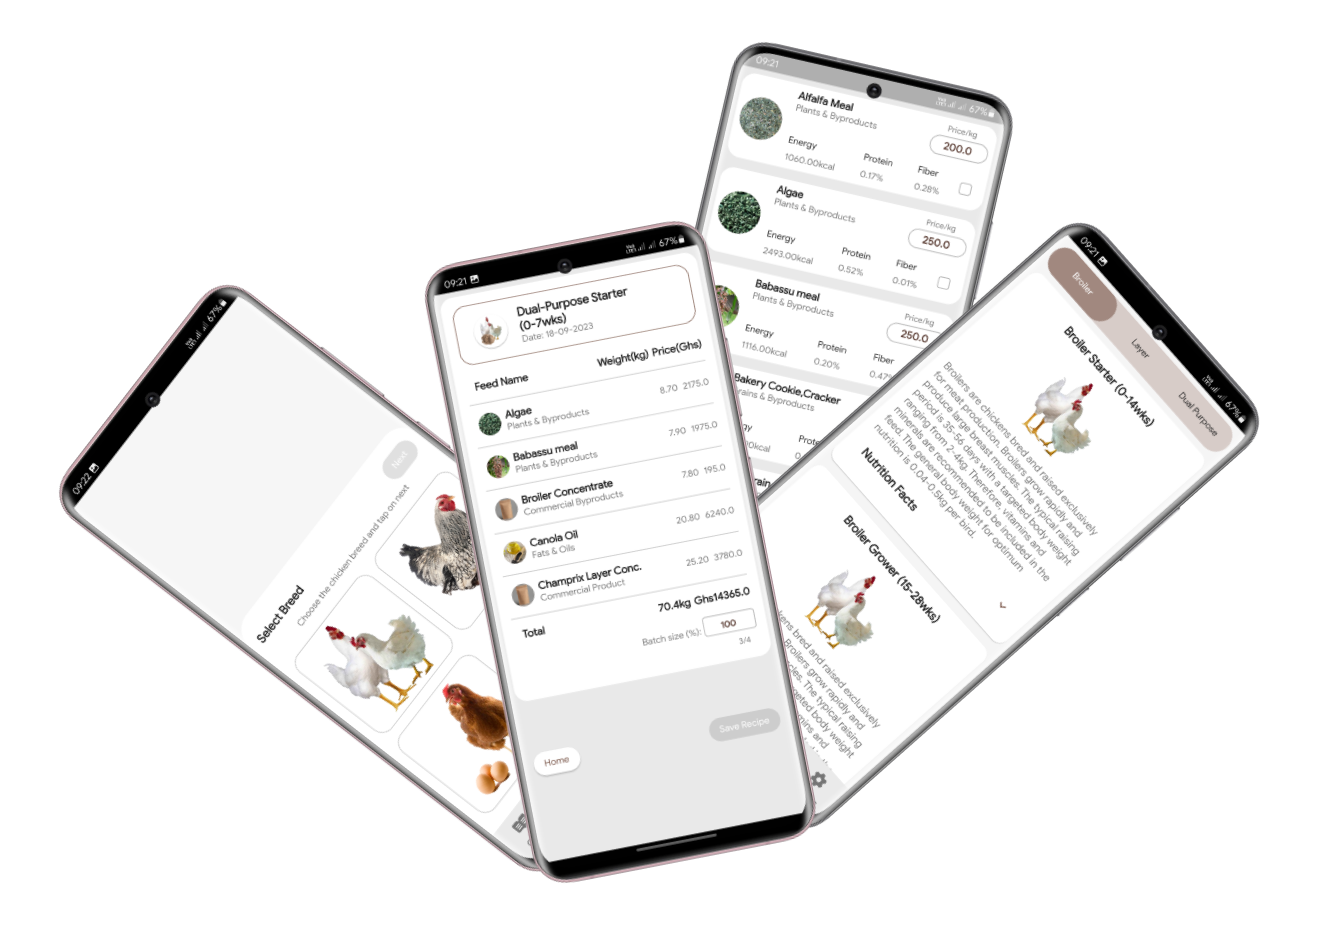 09:22
67%
Next
Select Breed
Choose the chicken breed and tap on next
09:21
67%
Dual-Purpose Starter
(0-7wks)
Date: 18-09-2023
Feed Name Weight(kg) Price(Ghs)
Algae 8.70 2175.0
Plants & Byproducts
Babassu meal 7.90 1975.0
Plants & Byproducts
Broiler Concentrate 7.80 195.0
Commercial Byproducts
Canola Oil 20.80 6240.0
Fats & Oils
Champrix Layer Conc. 25.20 3780.0
Commercial Product
Total 70.4kg Ghs14365.0
Batch size (%): 100
3/4
Save Recipe
Home
09:21
67%
Alfalfa Meal
Plants & Byproducts
Price/kg
200.0
Energy Protein Fiber
1060.00kcal 0.17% 0.28%
Algae
Plants & Byproducts
Price/kg
250.0
Energy Protein Fiber
2493.00kcal 0.52% 0.01%
Babassu meal
Plants & Byproducts
Price/kg
250.0
Energy Protein Fiber
1116.00kcal 0.20% 0.47%
Bakery Cookie,Cracker
rains & Byproducts
gy Prote
0kcal 0.
rain
09:21
67%
Broiler Layer Dual Purpose
Broiler Starter (0-14wks)
Broilers are chickens bred and raised exclusively
for meat production. Broilers grow rapidly and
produce large breast muscles. The typical raising
period is 35-56 days with a targeted body weight
ranging from 2-4kg. Therefore, vitamins and
minerals are recommended to be included in the
feed. The general body weight for optimum
nutrition is 0.04-0.5kg per bird.
Nutrition Facts
Broiler Grower (15-28wks)
kens bred and raised exclusively
Broilers grow rapidly and
scles. The typical raising
rgeted body weight
mins and